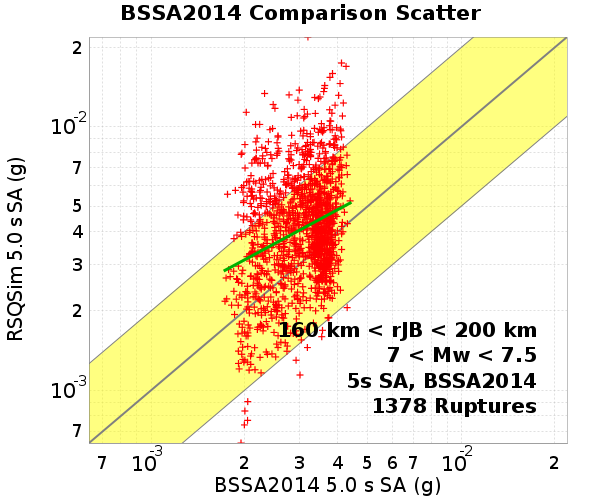 BSSA2014 Comparison Scatter
RSQSim 5.0 s SA (g)
2
10-2
7
5
4
3
2
10-3
7
160 km < rJB < 200 km
7 < Mw < 7.5
5s SA, BSSA2014
1378 Ruptures
7 10-3 2 3 4 5 6 7 10-2 2
BSSA2014 5.0 s SA (g)